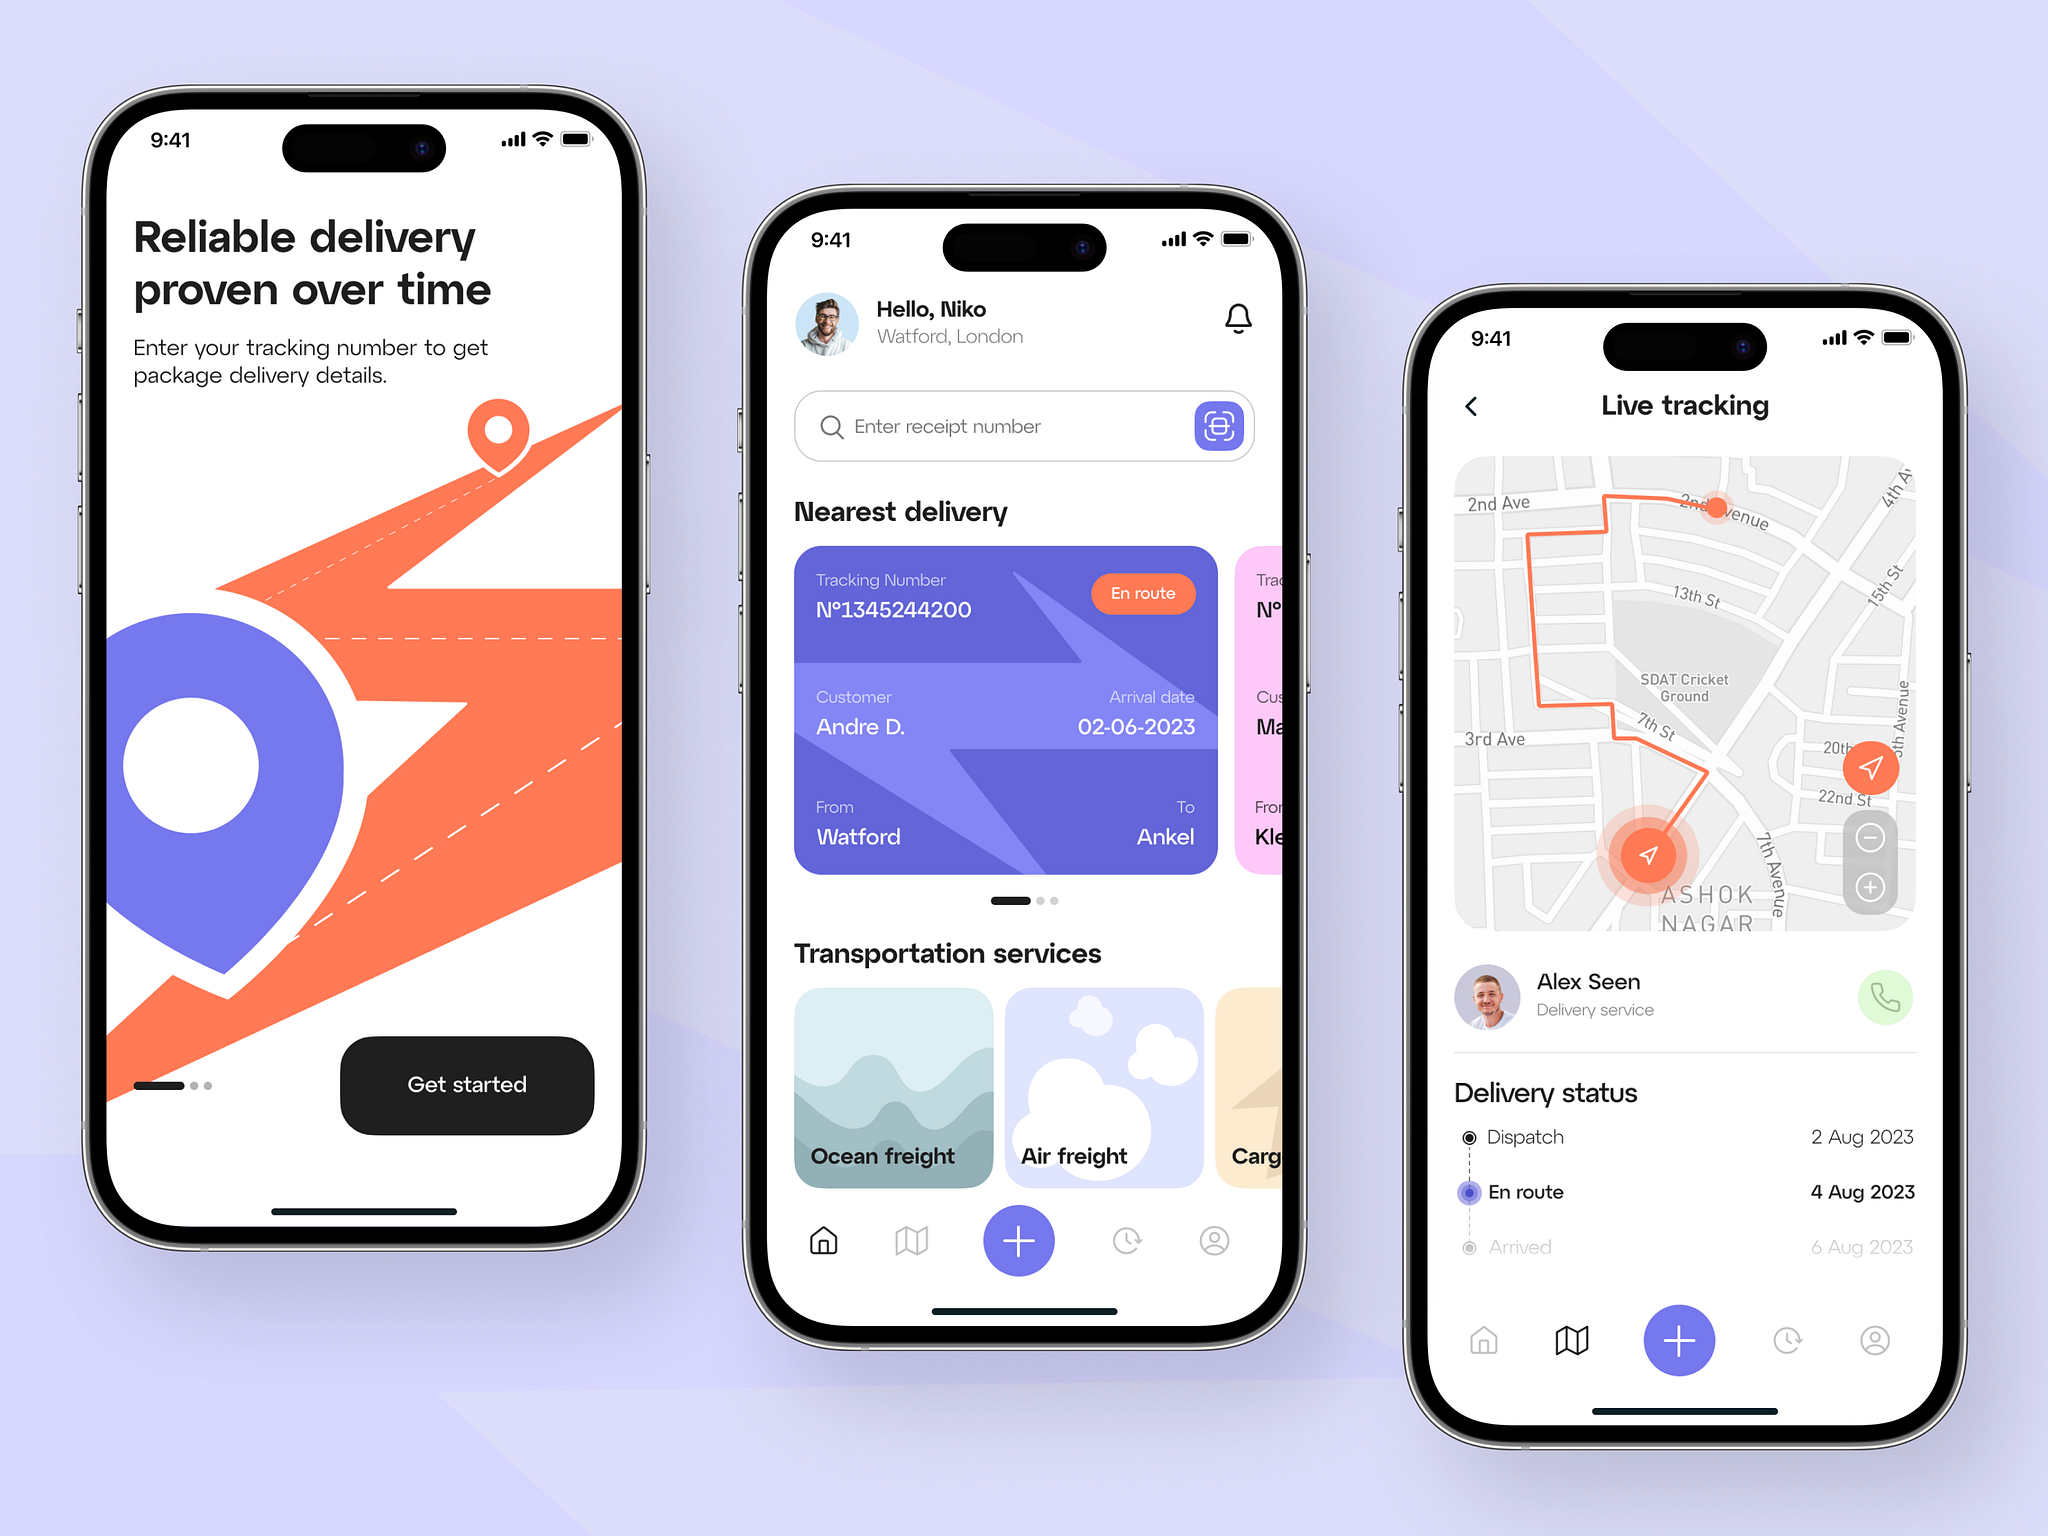 9:41
Reliable delivery
proven over time
Enter your tracking number to get
package delivery details.
Get started
9:41
Hello, Niko
Watford, London
Enter receipt number
Nearest delivery
Tracking Number
N°1345244200
En route
Customer
Andre D.
Arrival date
02-06-2023
From
Watford
To
Ankel
Trac
N°
Cus
Ma
Fror
Kle
Transportation services
Ocean freight
Air freight
Carg
9:41
Live tracking
2nd Ave
2nd Avenue
4th Av
13th St
15th St
SDAT Cricket
Ground
7th St
3rd Ave
20th
5th Avenue
22nd St
7th Avenue
ASHOK
NAGAR
Alex Seen
Delivery service
Delivery status
Dispatch
2 Aug 2023
En route
4 Aug 2023
Arrived
6 Aug 2023